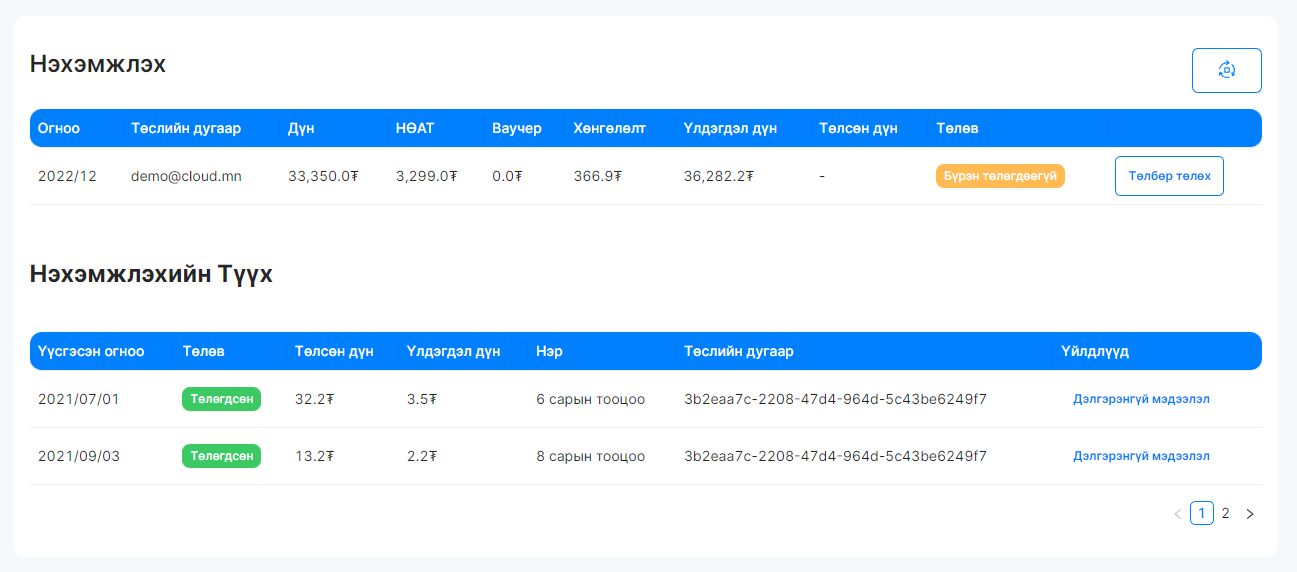 Нэхэмжлэх
Огноо Төслийн дугаар Дүн НӨАТ Ваучер Хөнгөлөлт Үлдэгдэл дүн Төлсөн дүн Төлөв
2022/12 demo@cloud.mn 33,350.0₮ 3,299.0₮ 0.0₮ 366.9₮ 36,282.2₮ - Бүрэн төлөгдөөгүй Төлбөр төлөх
Нэхэмжлэхийн Түүх
Үүсгэсэн огноо Төлөв Төлсөн дүн Үлдэгдэл дүн Нэр Төслийн дугаар Үйлдлүүд
2021/07/01 Төлөгдсөн 32.2₮ 3.5₮ 6 сарын тооцоо 3b2eaa7c-2208-47d4-964d-5c43be6249f7 Дэлгэрэнгүй мэдээлэл
2021/09/03 Төлөгдсөн 13.2₮ 2.2₮ 8 сарын тооцоо 3b2eaa7c-2208-47d4-964d-5c43be6249f7 Дэлгэрэнгүй мэдээлэл
< 1 2 >